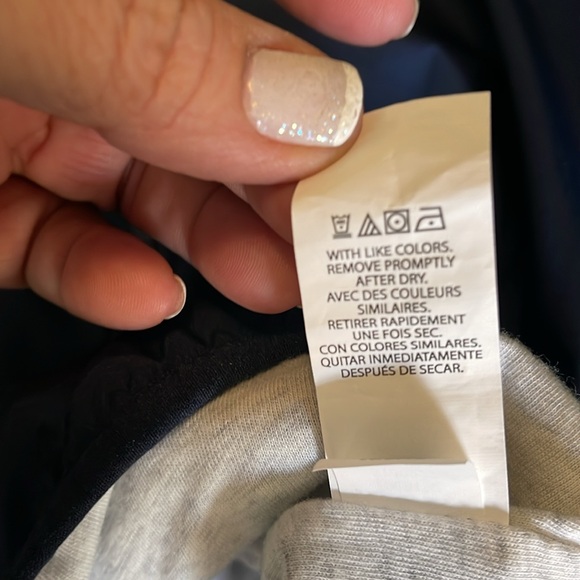 WITH LIKE COLORS.
REMOVE PROMPTLY
AFTER DRY.
AVEC DES COULEURS
SIMILAIRES.
RETIRER RAPIDEMENT
UNE FOIS SEC.
CON COLORES SIMILARES.
QUITAR INMEDIATAMENTE
DESPUÉS DE SECAR.